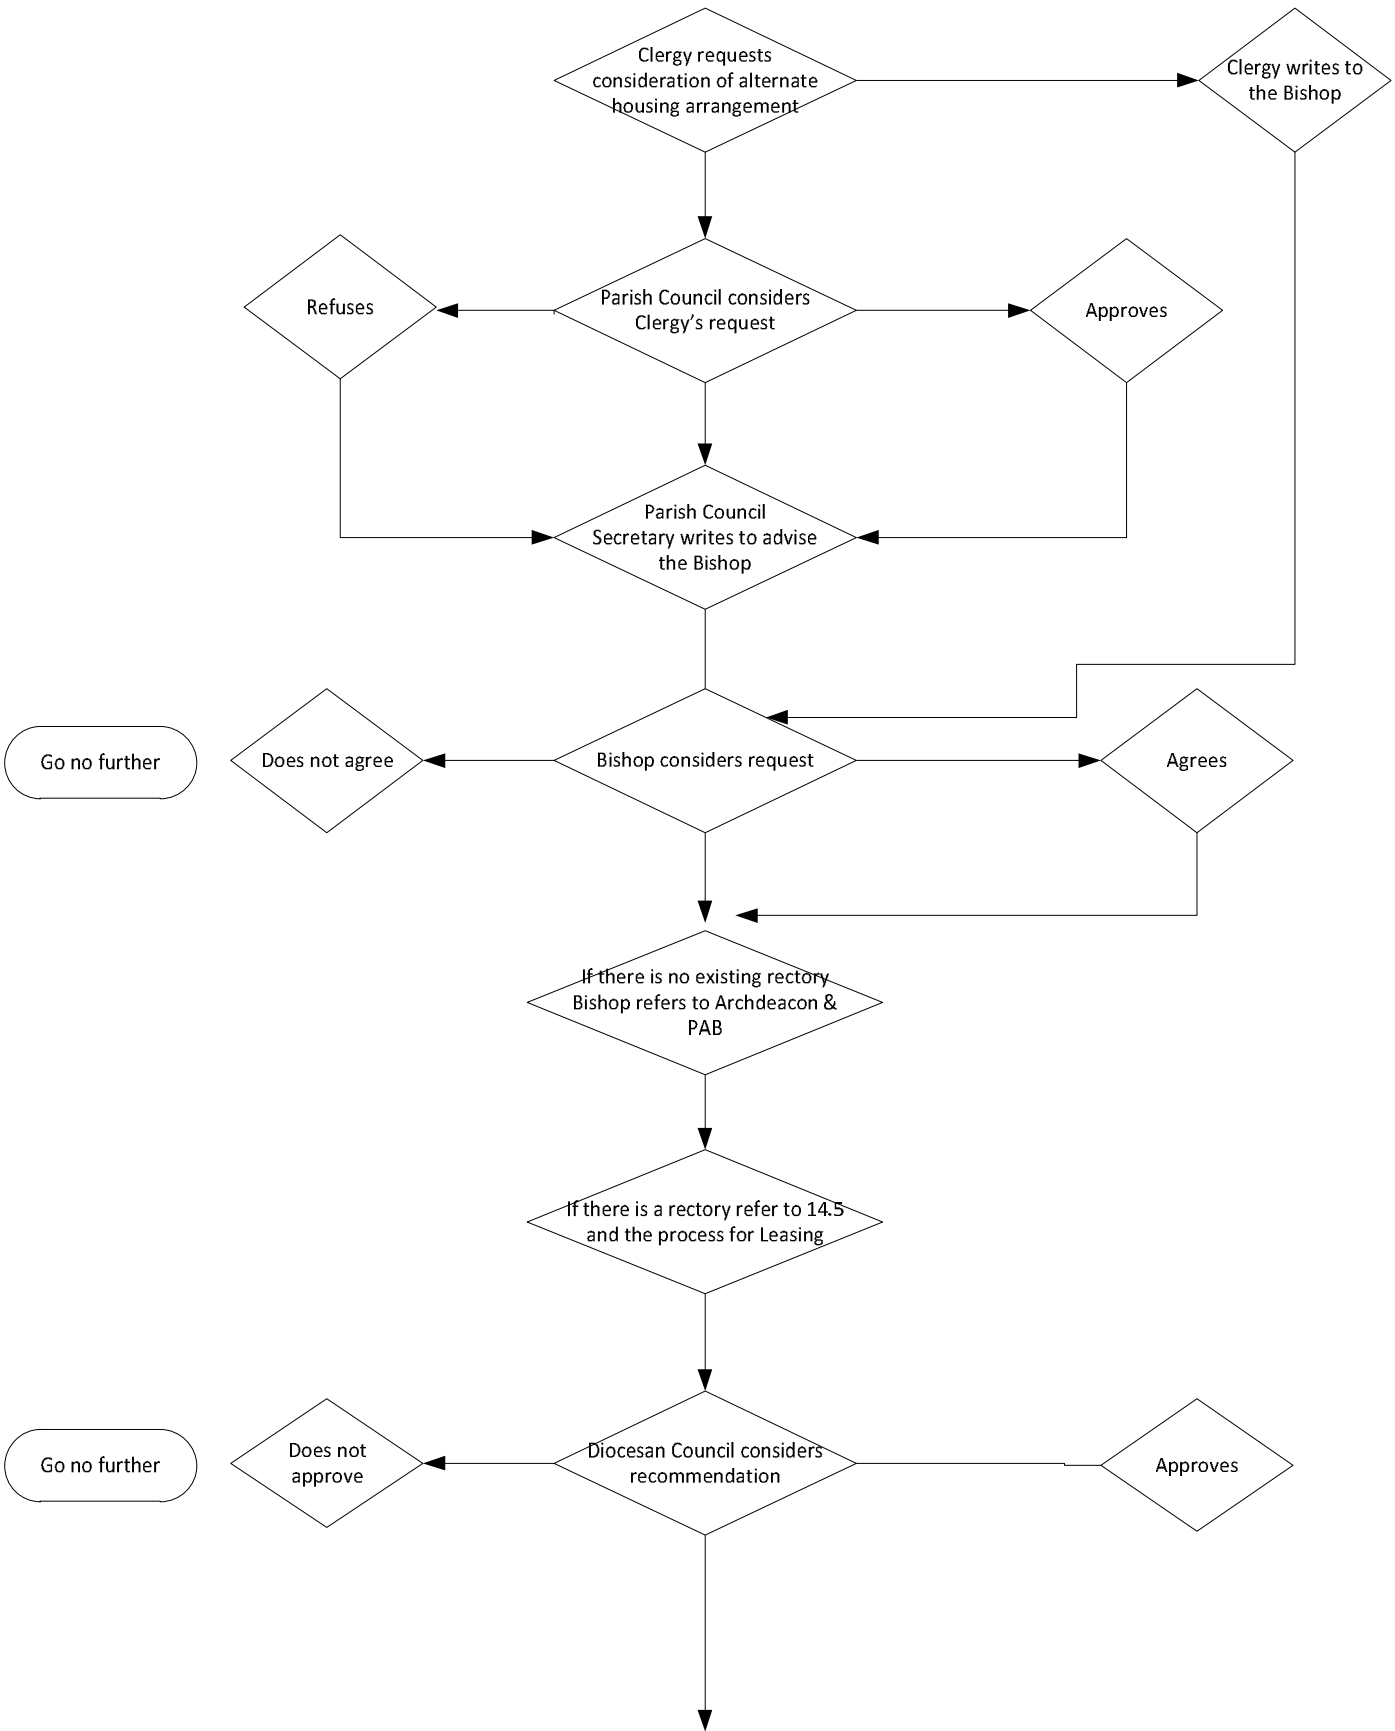 Clergy requests
consideration of alternate
housing arrangement
Clergy writes to
the Bishop
Refuses
Parish Council considers
Clergy’s request
Approves
Parish Council
Secretary writes to advise
the Bishop
Go no further
Does not agree
Bishop considers request
Agrees
If there is no existing rectory
Bishop refers to Archdeacon &
PAB
If there is a rectory refer to 14.5
and the process for Leasing
Go no further
Does not
approve
Diocesan Council considers
recommendation
Approves